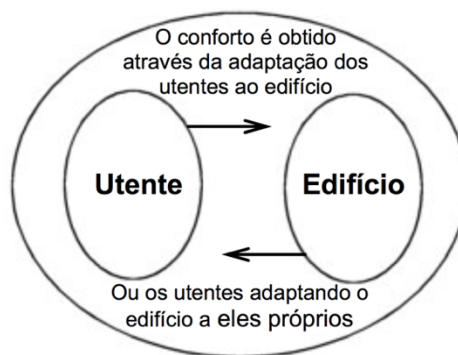 O conforto é obtido
através da adaptação dos
utentes ao edifício
Utente
Edifício
Ou os utentes adaptando o
edifício a eles próprios